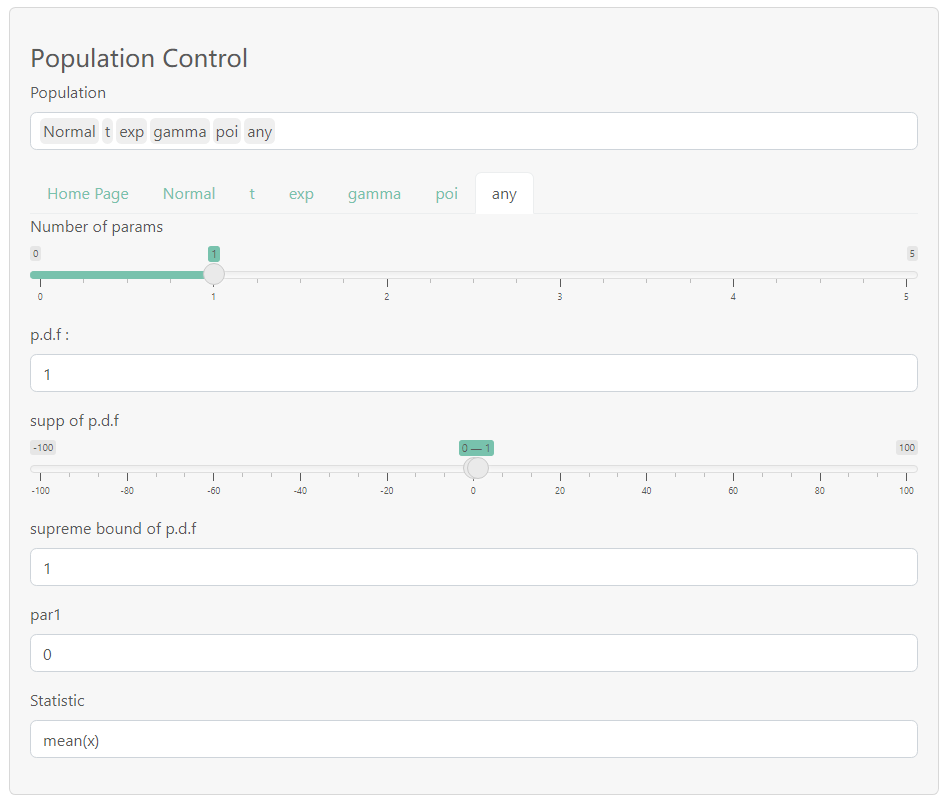 Population Control
Population
Normal t exp gamma poi any
Home Page Normal t exp gamma poi any
Number of params
0 1 5
0 1 2 3 4 5
p.d.f :
1
supp of p.d.f
-100 0 — 1 100
-100 -80 -60 -40 -20 0 20 40 60 80 100
supreme bound of p.d.f
1
par1
0
Statistic
mean(x)